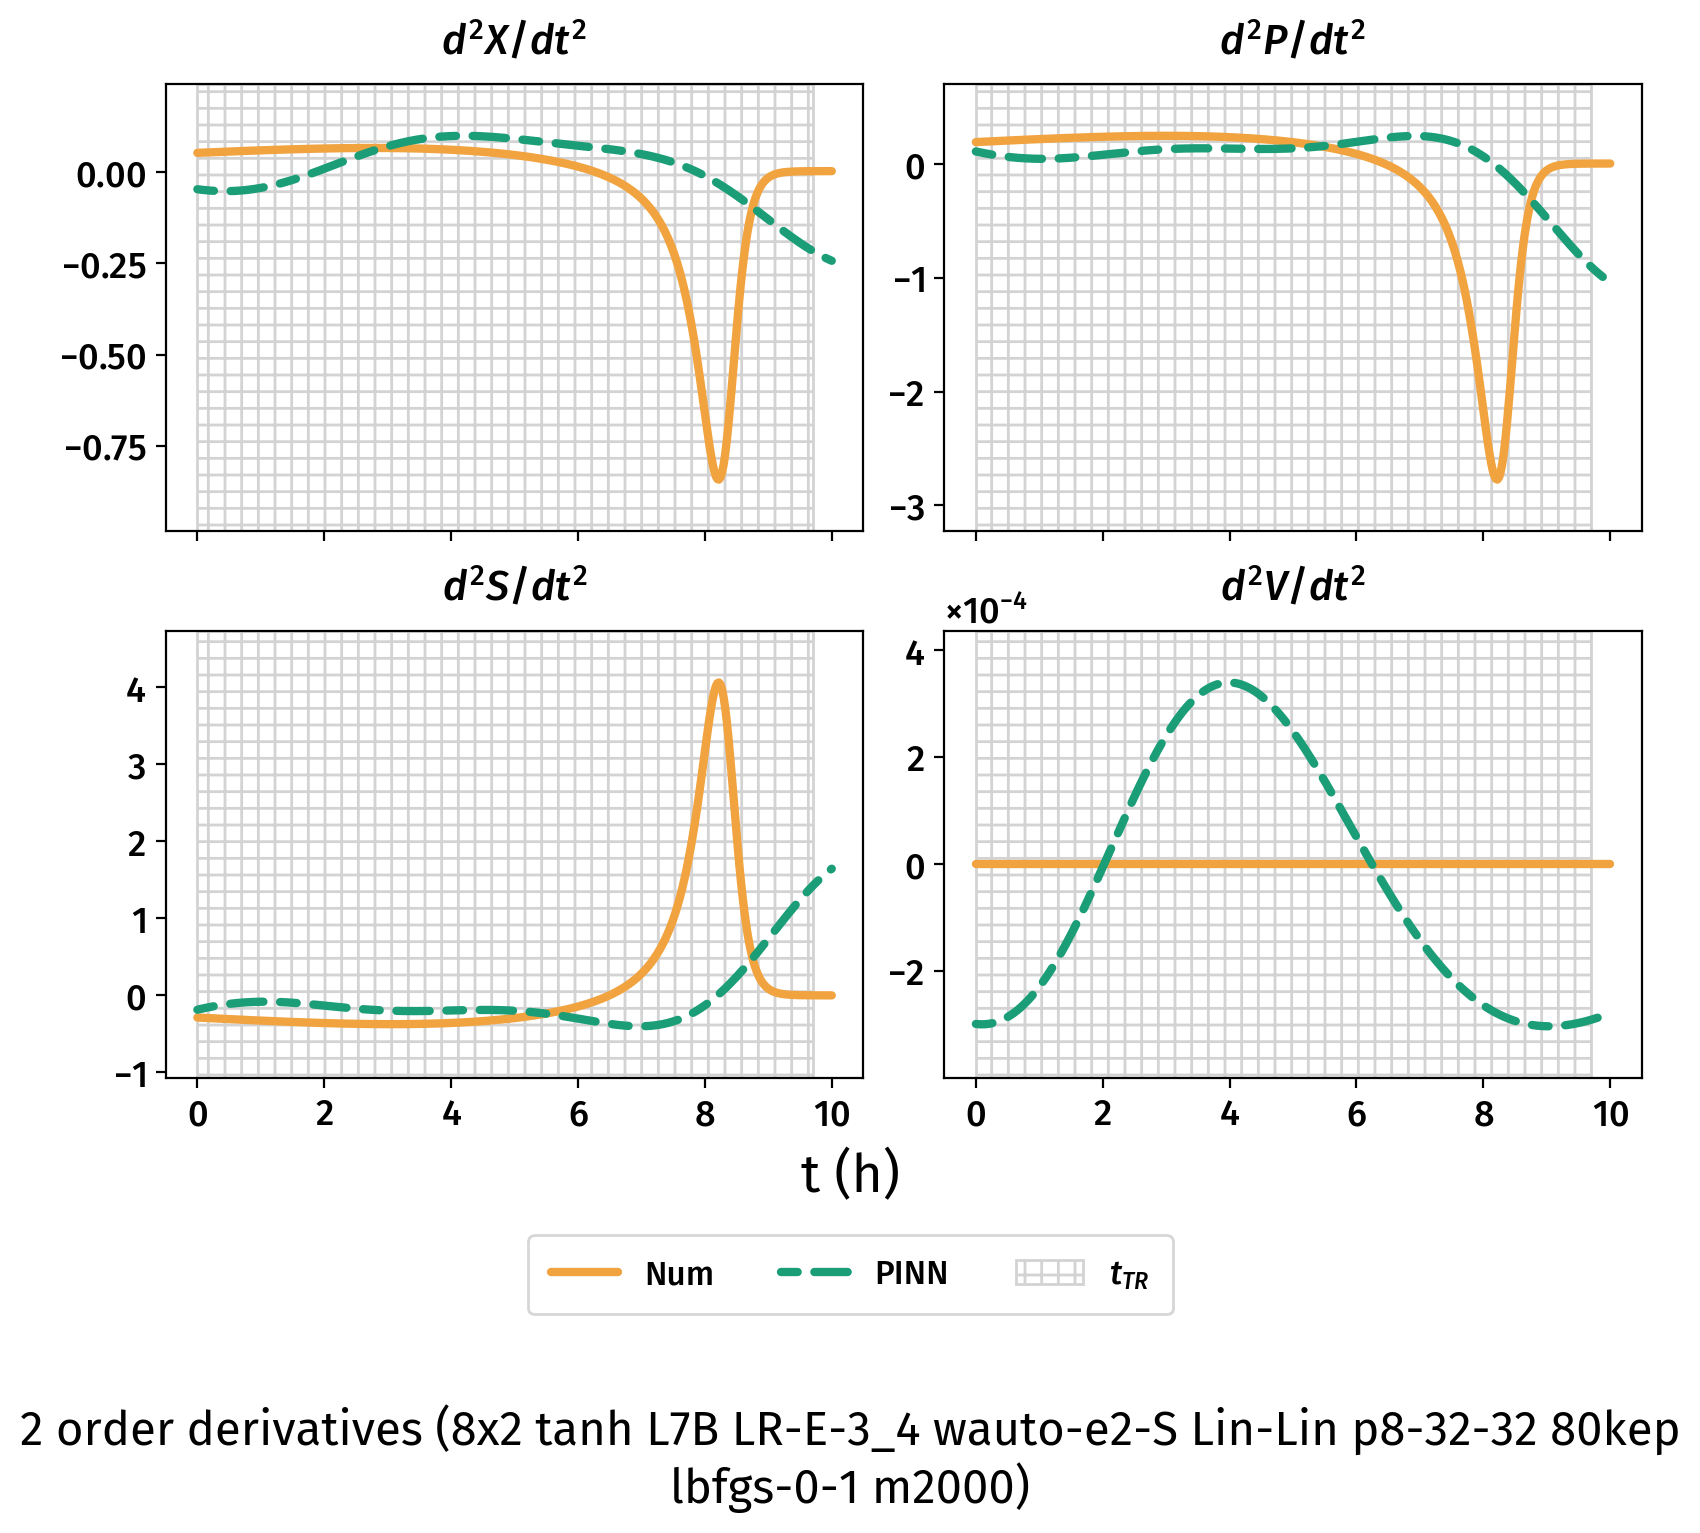 d²X/dt²
d²P/dt²
0.00
−0.25
−0.50
−0.75
0
−1
−2
−3
d²S/dt²
d²V/dt²
×10⁻⁴
4
3
2
1
0
−1
4
2
0
−2
0 2 4 6 8 10
0 2 4 6 8 10
t (h)
Num PINN t_TR
2 order derivatives (8x2 tanh L7B LR-E-3_4 wauto-e2-S Lin-Lin p8-32-32 80kep
lbfgs-0-1 m2000)